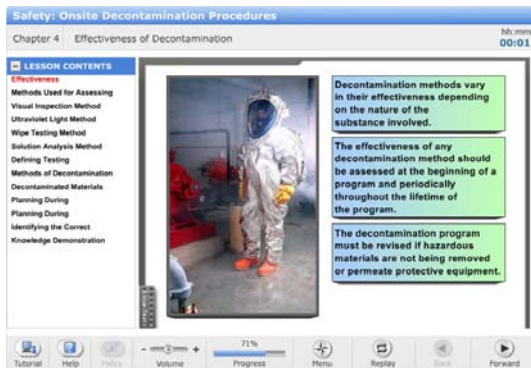 Safety: Onsite Decontamination Procedures
Chapter 4 Effectiveness of Decontamination
hh:mm
00:01
LESSON CONTENTS
Effectiveness
Methods Used for Assessing
Visual Inspection Method
Ultraviolet Light Method
Wipe Testing Method
Solution Analysis Method
Defining Testing
Methods of Decontamination
Decontaminated Materials
Planning During
Planning During
Identifying the Correct
Knowledge Demonstration
Decontamination methods vary
in their effectiveness depending
on the nature of the
substance involved.
The effectiveness of any
decontamination method should
be assessed at the beginning of a
program and periodically
throughout the lifetime of
the program.
The decontamination program
must be revised if hazardous
materials are not being removed
or permeate protective equipment.
71%
Tutorial Help Policy - + Volume Progress Menu Replay Back Forward